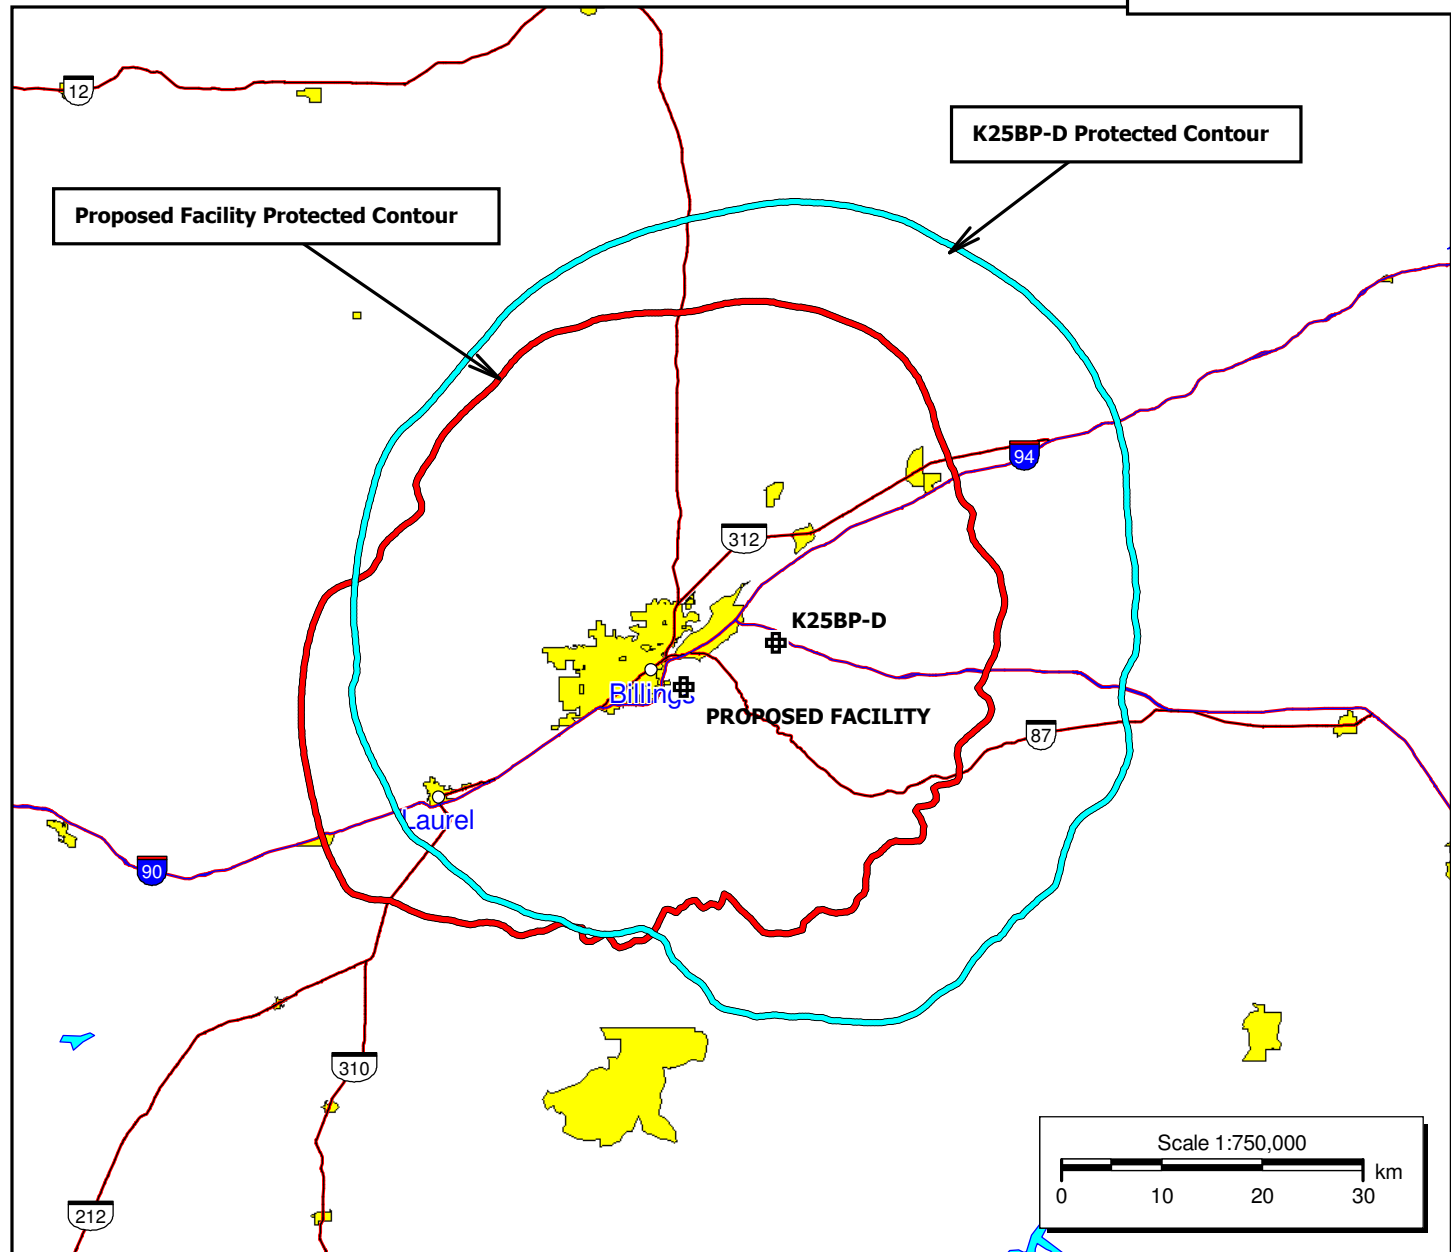 12
K25BP-D Protected Contour
Proposed Facility Protected Contour
94
312
K25BP-D
Billings
PROPOSED FACILITY
87
Laurel
90
310
Scale 1:750,000
km
0 10 20 30
212